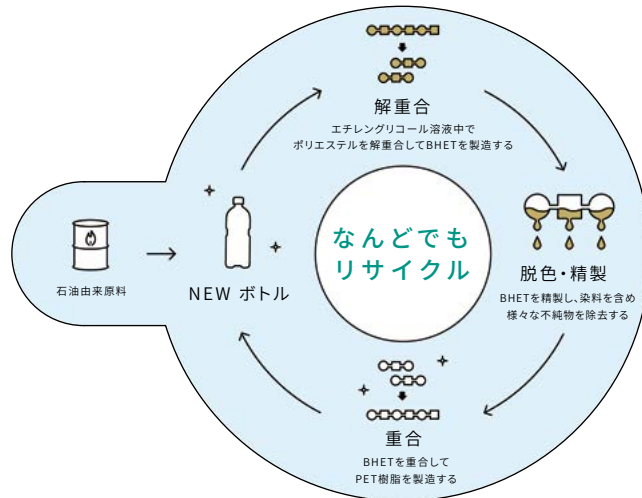 解重合
エチレングリコール溶液中で
ポリエステルを解重合してBHETを製造する
なんどでも
リサイクル
石油由来原料
NEW ボトル
脱色・精製
BHETを精製し、染料を含め
様々な不純物を除去する
重合
BHETを重合して
PET樹脂を製造する